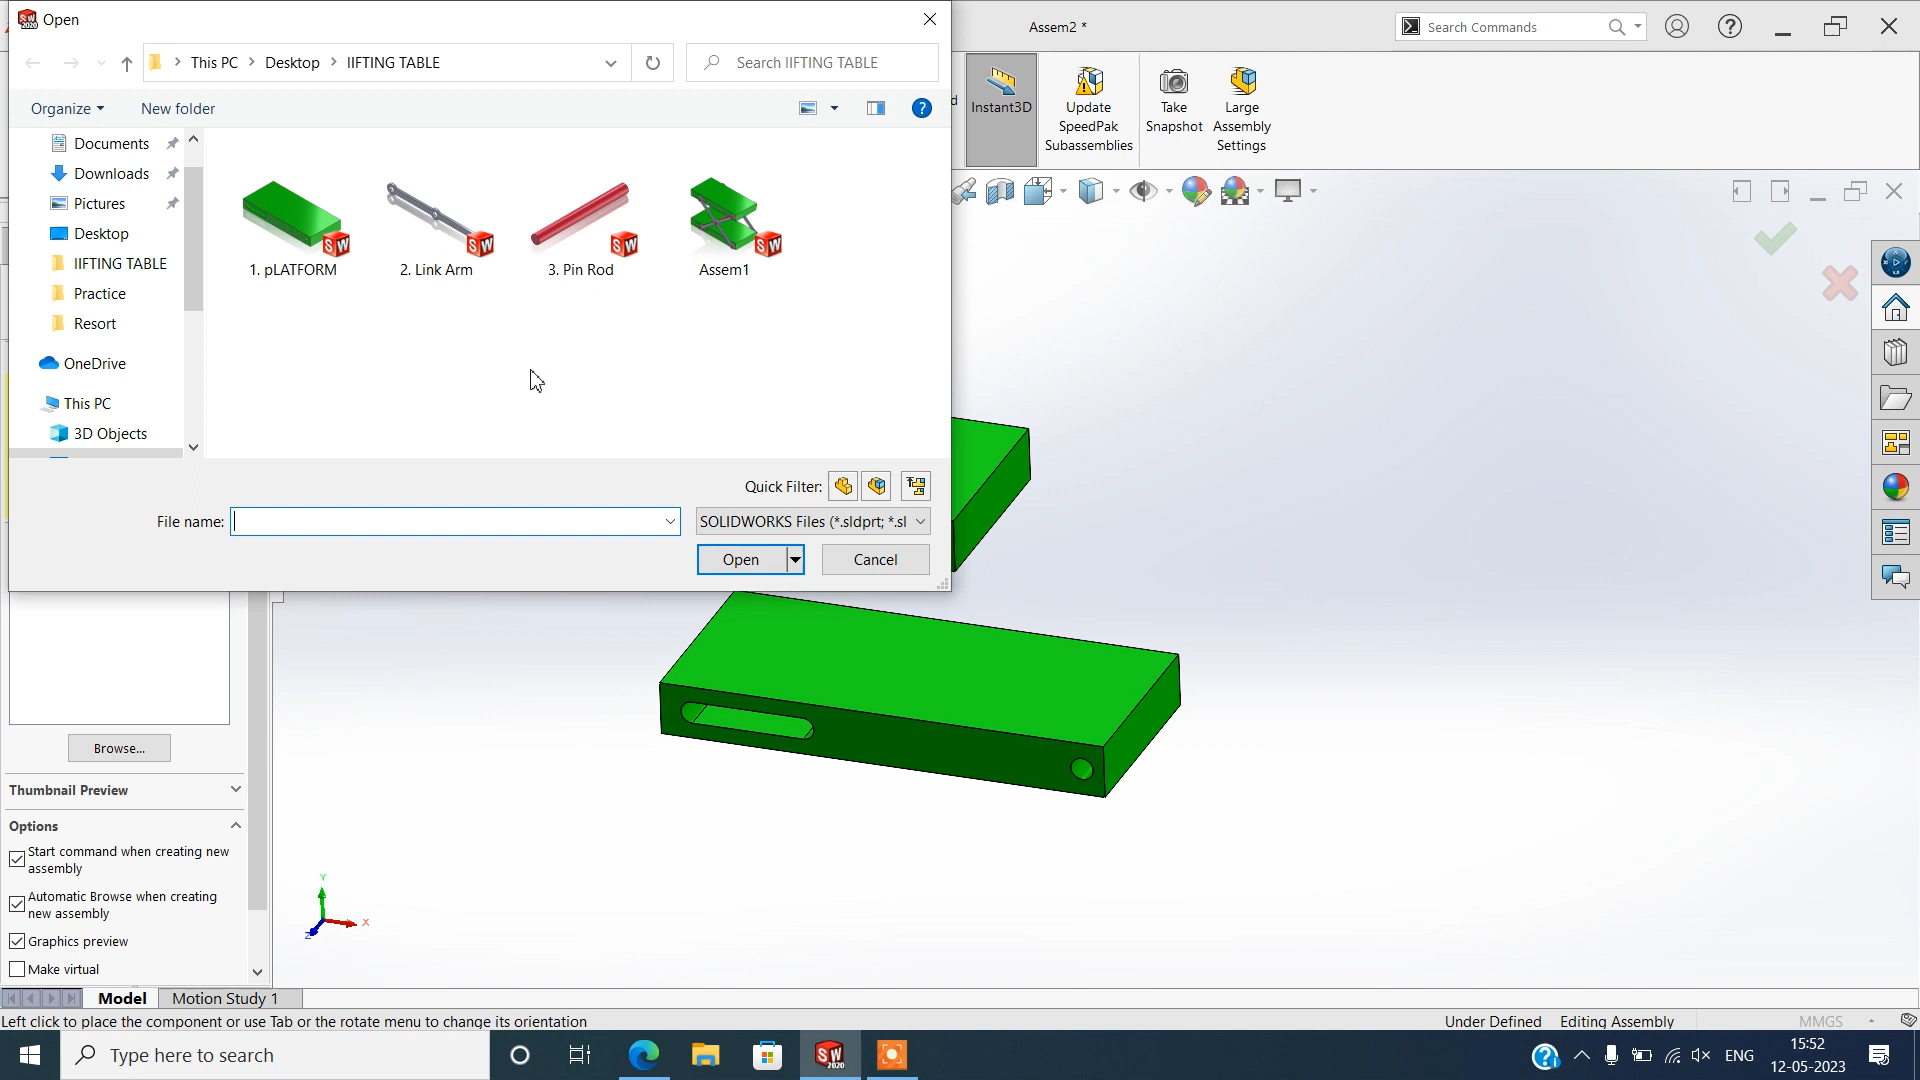 Open
Assem2 *
Search Commands
This PC
Desktop
IIFTING TABLE
Search IIFTING TABLE
Organize
New folder
Instant3D
Update
SpeedPak
Subassemblies
Take
Snapshot
Large
Assembly
Settings
Documents
Downloads
Pictures
Desktop
IIFTING TABLE
Practice
Resort
OneDrive
This PC
3D Objects
1. pLATFORM
2. Link Arm
3. Pin Rod
Assem1
Quick Filter:
File name:
SOLIDWORKS Files (*.sldprt; *.sl
Open
Cancel
Browse...
Thumbnail Preview
Options
Start command when creating new
assembly
Automatic Browse when creating
new assembly
Graphics preview
Make virtual
Y
X
Z
Model
Motion Study 1
Left click to place the component or use Tab or the rotate menu to change its orientation
Under Defined
Editing Assembly
MMGS
Type here to search
SW
2020
ENG
15:52
12-05-2023